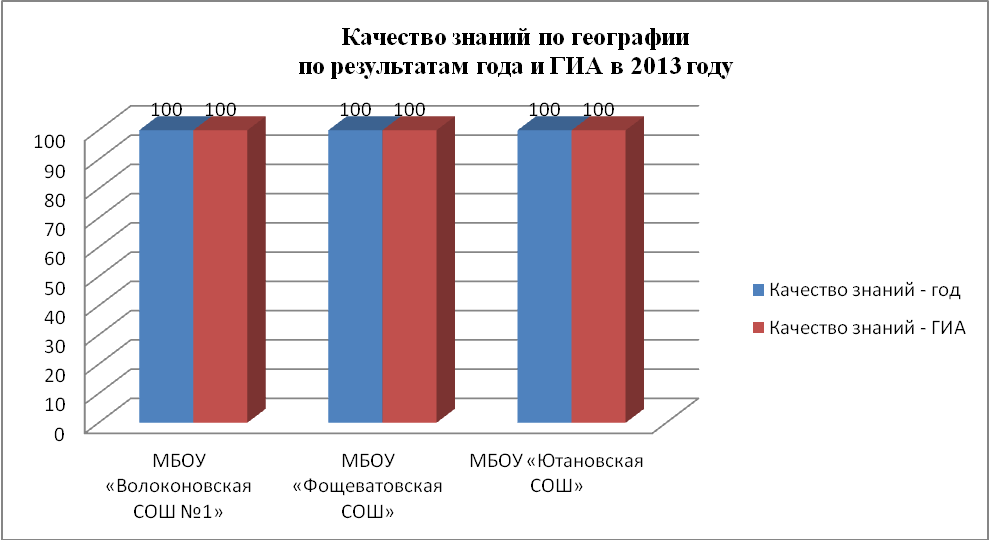 Качество знаний по географии
по результатам года и ГИА в 2013 году
100 100 100 100 100 100
100
90
80
70
60
50
40
30
20
10
0
Качество знаний - год
Качество знаний - ГИА
МБОУ
«Волоконовская
СОШ №1»
МБОУ
«Фощеватовская
СОШ»
МБОУ «Ютановская
СОШ»